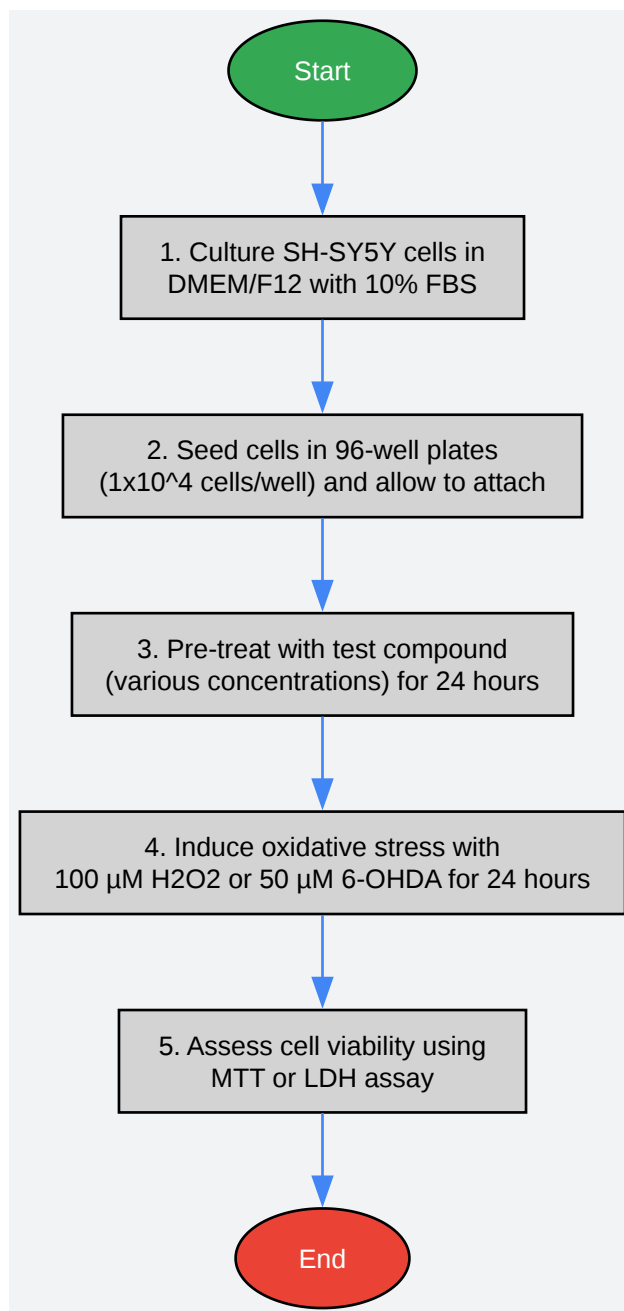 Start
1. Culture SH-SY5Y cells in
DMEM/F12 with 10% FBS
2. Seed cells in 96-well plates
(1x10^4 cells/well) and allow to attach
3. Pre-treat with test compound
(various concentrations) for 24 hours
4. Induce oxidative stress with
100 µM H2O2 or 50 µM 6-OHDA for 24 hours
5. Assess cell viability using
MTT or LDH assay
End